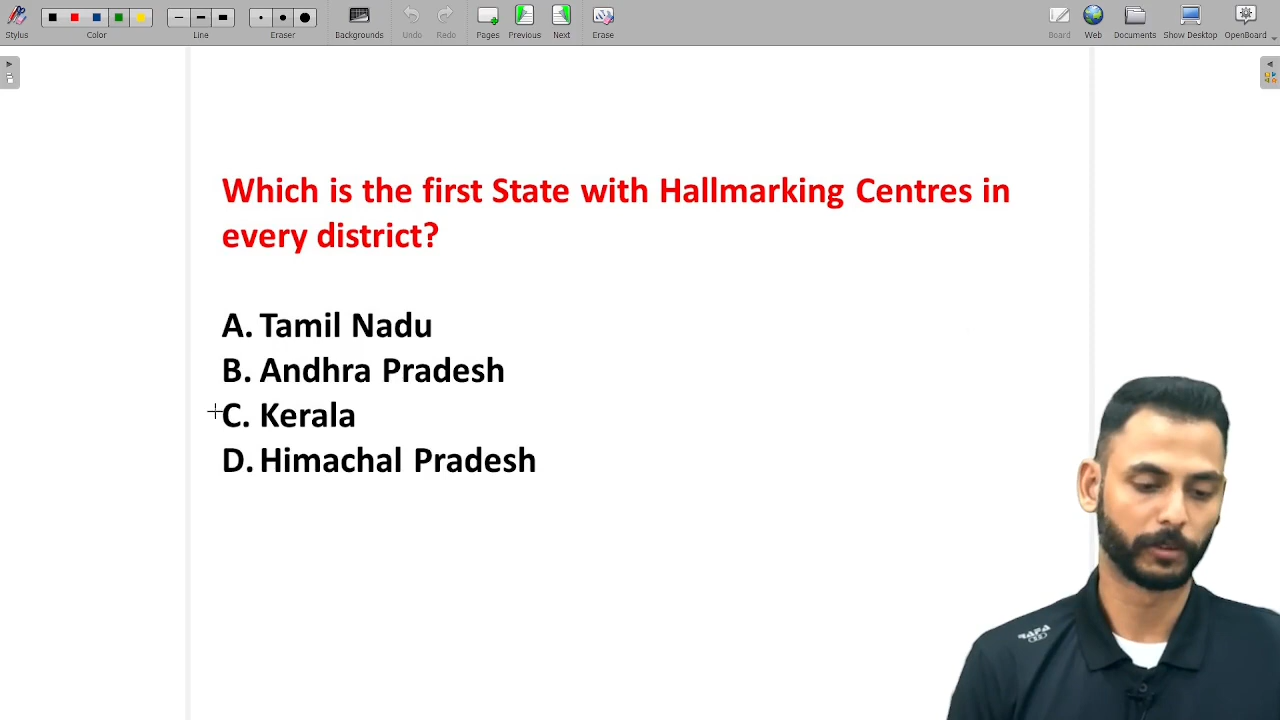 Stylus
Color
Line
Eraser
Backgrounds
Undo
Redo
Pages
Previous
Next
Erase
Board
Web
Documents
Show Desktop
OpenBoard
Which is the first State with Hallmarking Centres in
every district?
A. Tamil Nadu
B. Andhra Pradesh
C. Kerala
D. Himachal Pradesh